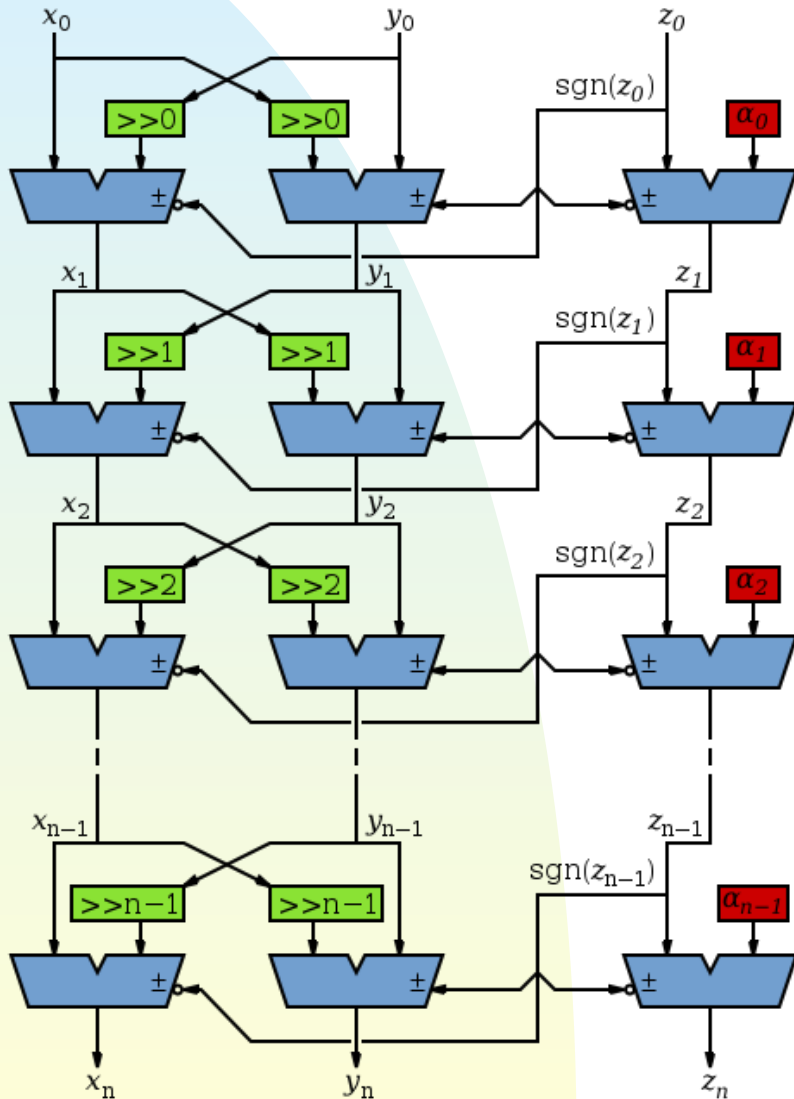 x₀ y₀ z₀
sgn(z₀)
>>0 >>0 α₀
± ± ±
x₁ y₁ z₁
sgn(z₁)
>>1 >>1 α₁
± ± ±
x₂ y₂ z₂
sgn(z₂)
>>2 >>2 α₂
± ± ±
xₙ₋₁ yₙ₋₁ zₙ₋₁
sgn(zₙ₋₁)
>>n−1 >>n−1 αₙ₋₁
± ± ±
xₙ yₙ zₙ